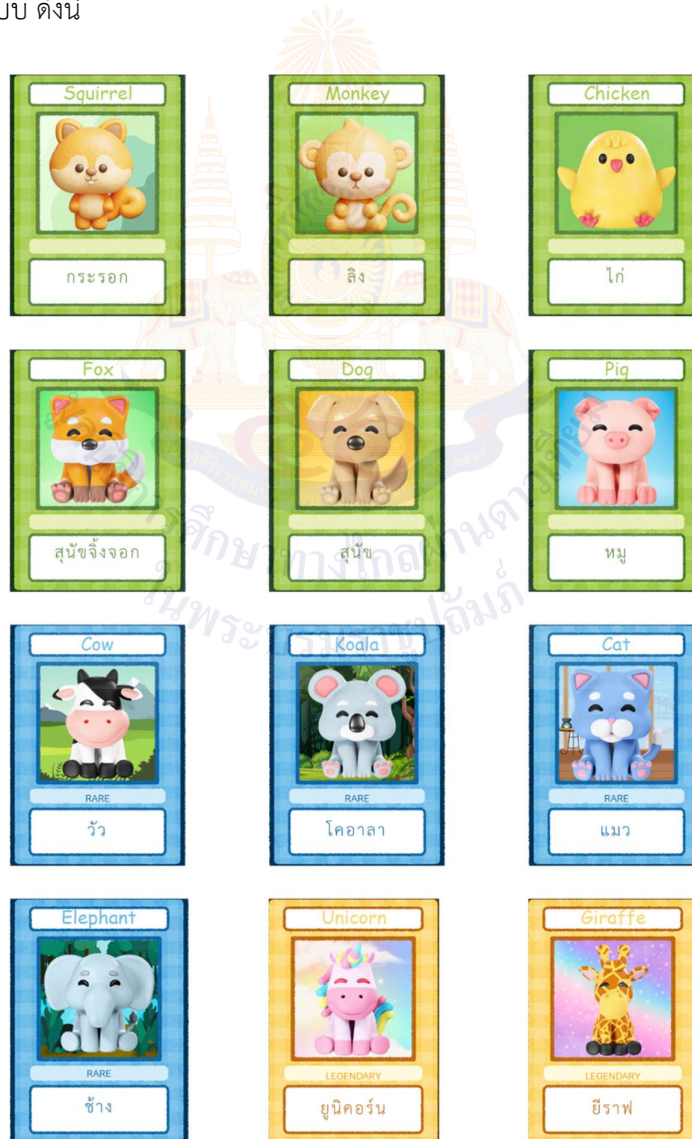 บบ ดังนี้
Squirrel
Monkey
Chicken
กระรอก
ลิง
ไก่
Fox
Dog
Pig
สุนัขจิ้งจอก
สุนัข
หมู
Cow
Koala
Cat
RARE
RARE
RARE
วัว
โคอาลา
แมว
Elephant
Unicorn
Giraffe
RARE
LEGENDARY
LEGENDARY
ช้าง
ยูนิคอร์น
ยีราฟ